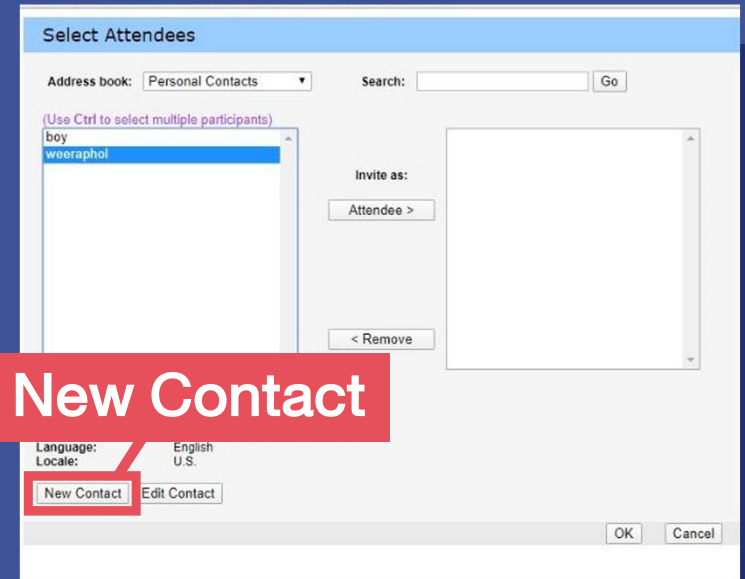 Select Attendees
Address book: Personal Contacts Search: Go
(Use Ctrl to select multiple participants)
boy
weeraphol
Invite as:
Attendee >
< Remove
New Contact
Language: English
Locale: U.S.
New Contact Edit Contact
OK Cancel